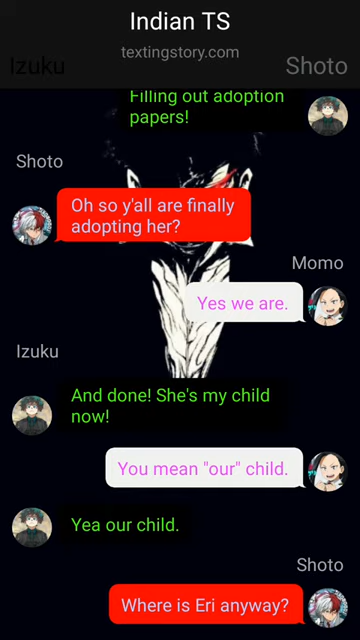 Indian TS
textingstory.com
Izuku
Shoto
Filling out adoption
papers!
Shoto
Oh so y'all are finally
adopting her?
Momo
Yes we are.
Izuku
And done! She's my child
now!
You mean "our" child.
Yea our child.
Shoto
Where is Eri anyway?